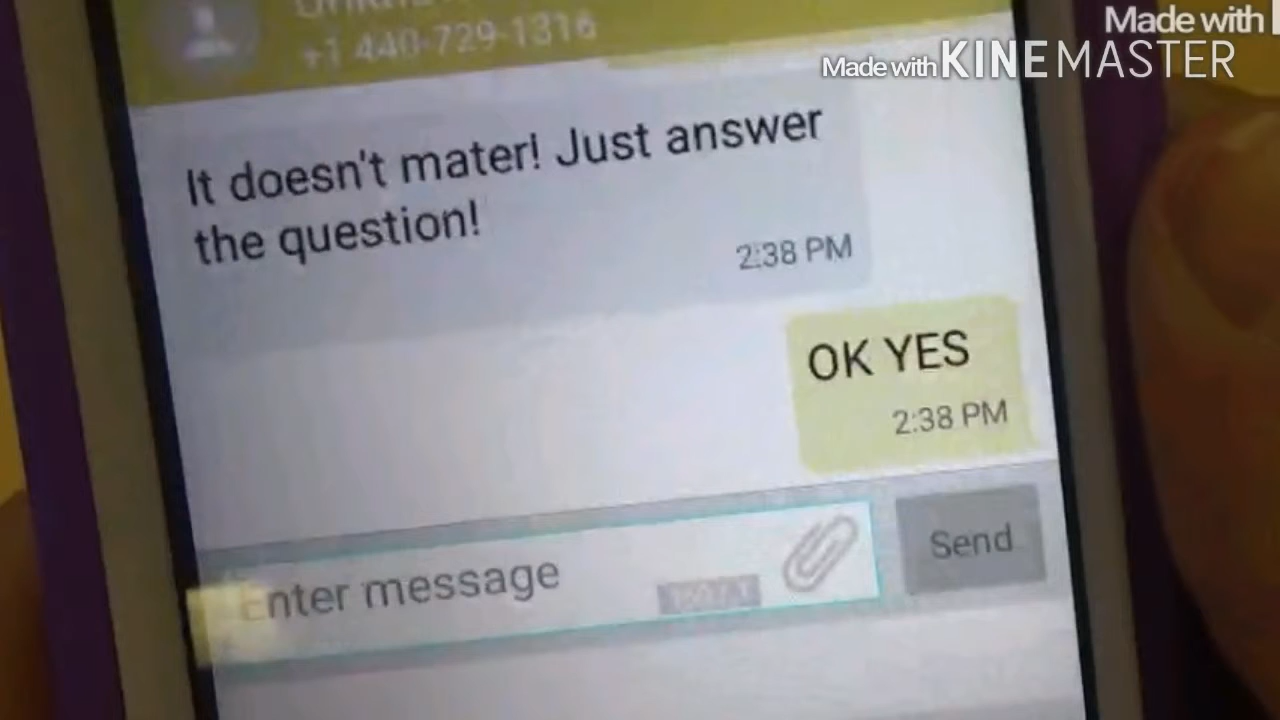 Made with
Made with KINEMASTER
+1 440-729-1316
It doesn't mater! Just answer
the question!
2:38 PM
OK YES
2:38 PM
Enter message
Send